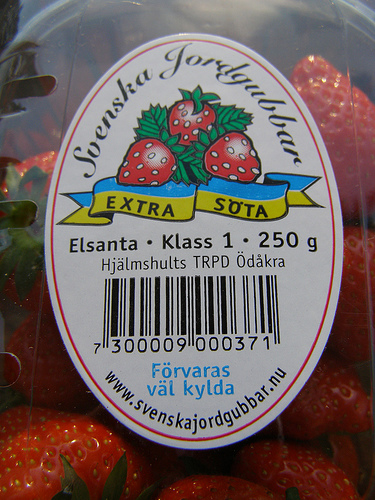 Svenska Jordgubbar
EXTRA SÖTA
Elsanta • Klass 1 • 250 g
Hjälmshults TRPD Ödåkra
7 300009 000371
Förvaras
väl kylda
www.svenskajordgubbar.nu